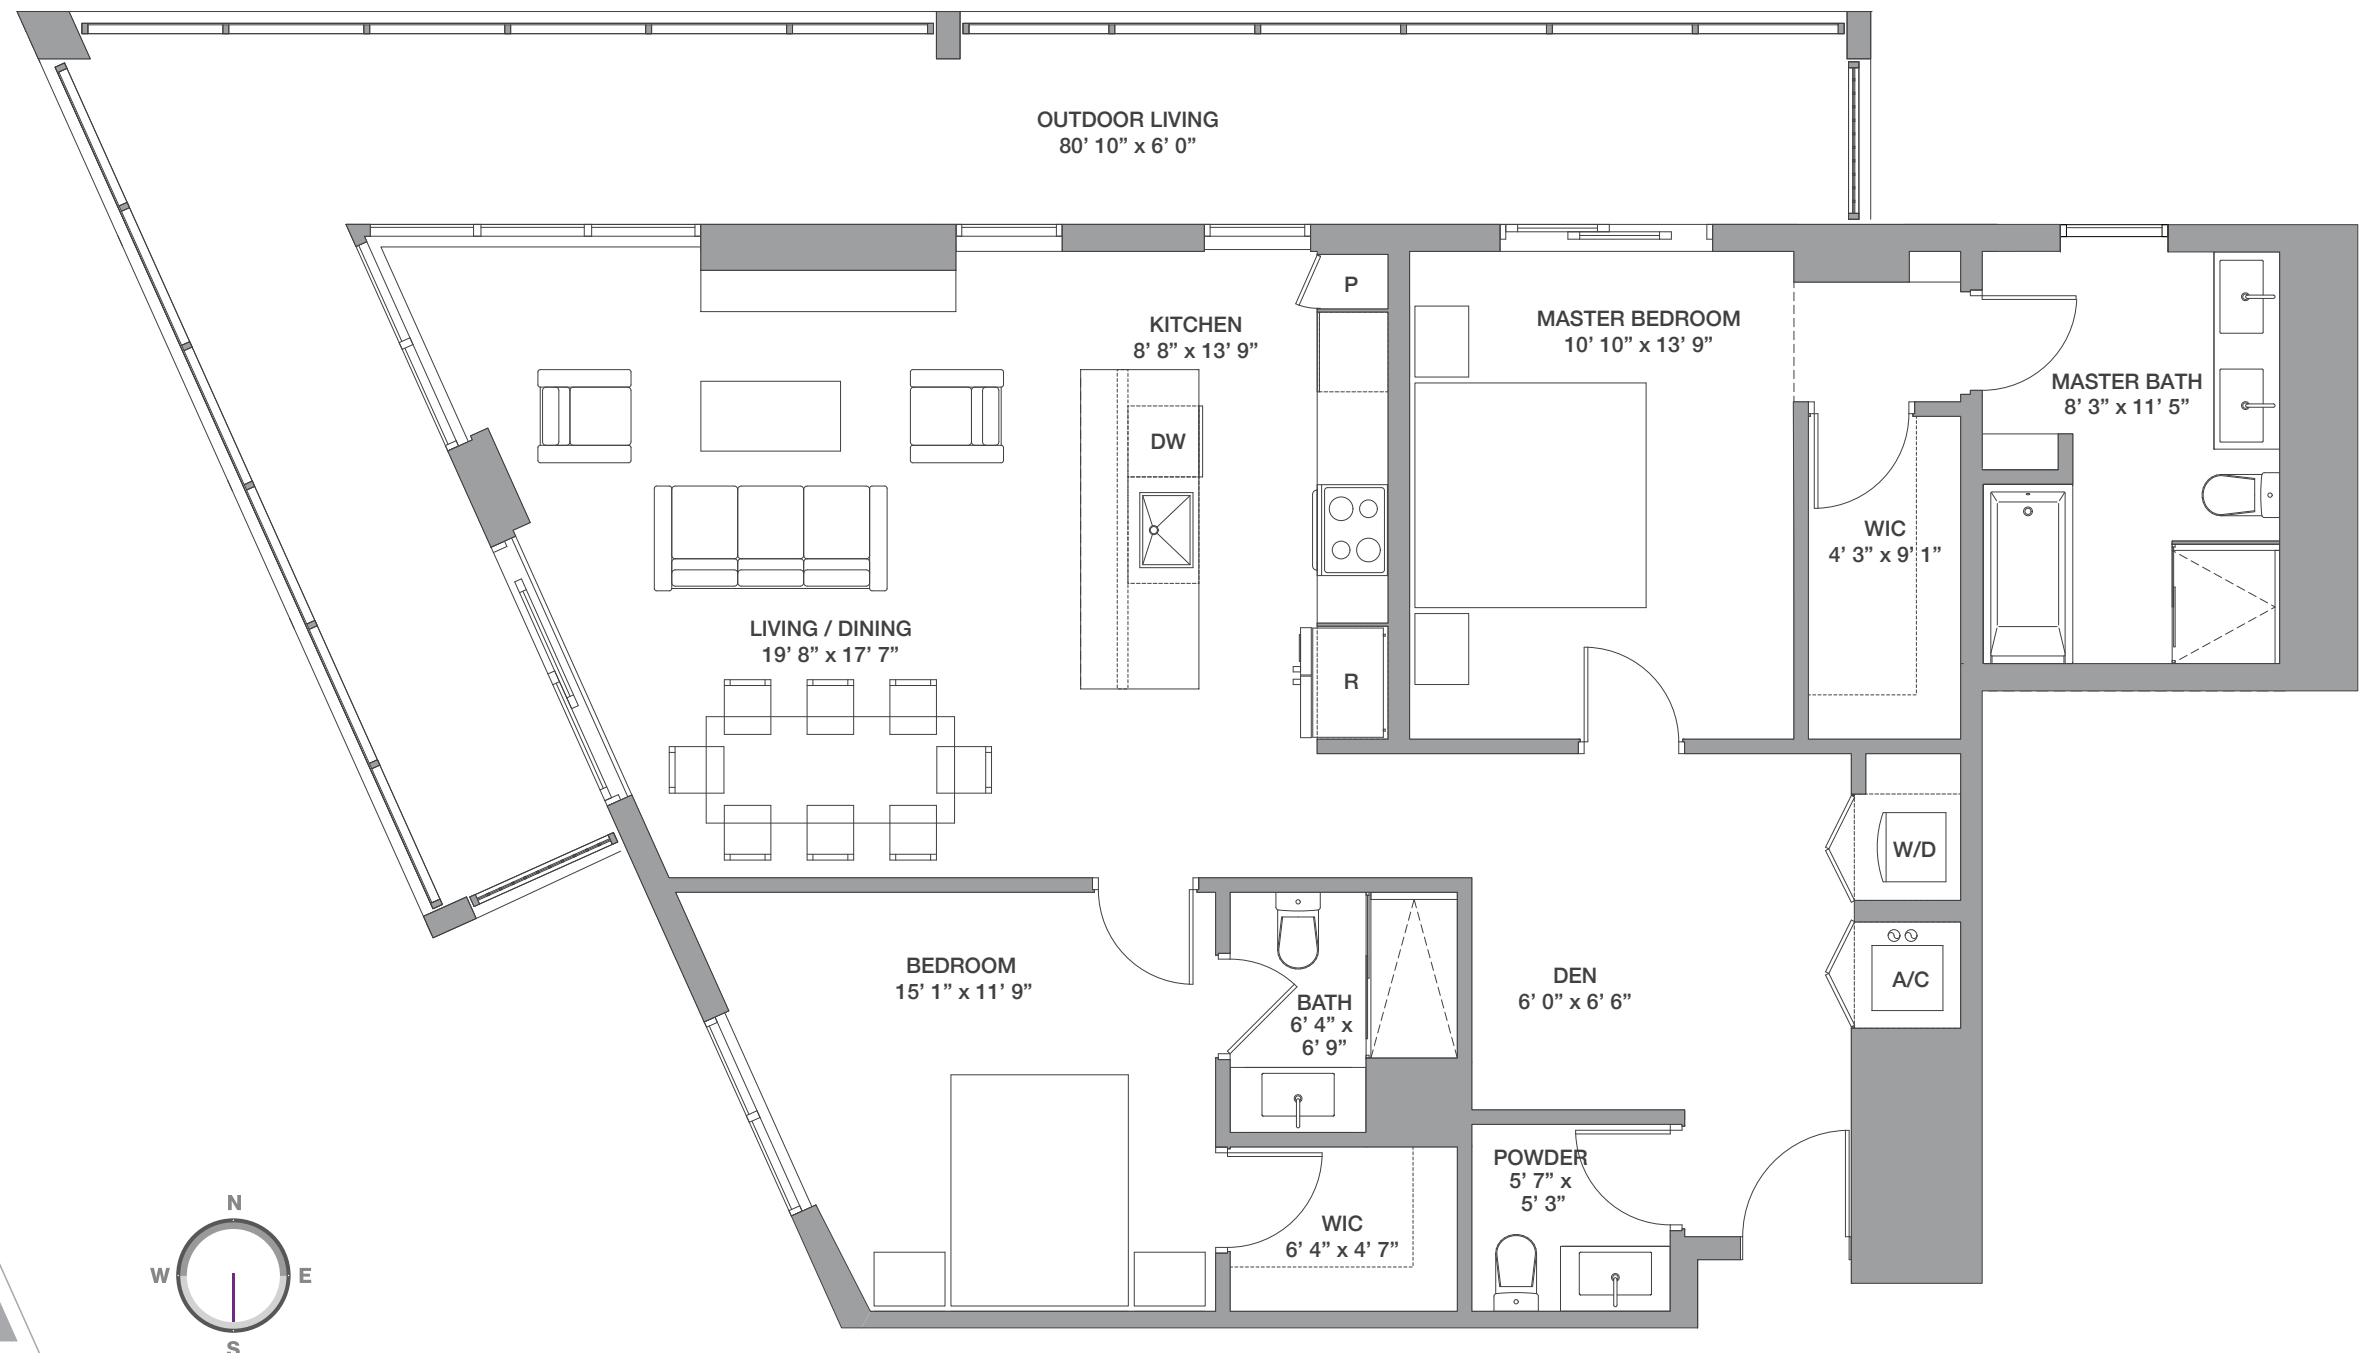 OUTDOOR LIVING
80’ 10” x 6’ 0”
P
KITCHEN
8’ 8” x 13’ 9”
MASTER BEDROOM
10’ 10” x 13’ 9”
MASTER BATH
8’ 3” x 11’ 5”
DW
WIC
4’ 3” x 9’ 1”
LIVING / DINING
19’ 8” x 17’ 7”
R
W/D
BEDROOM
15’ 1” x 11’ 9”
BATH
6’ 4” x
6’ 9”
DEN
6’ 0” x 6’ 6”
A/C
POWDER
5’ 7” x
5’ 3”
WIC
6’ 4” x 4’ 7”
N
W
E
S